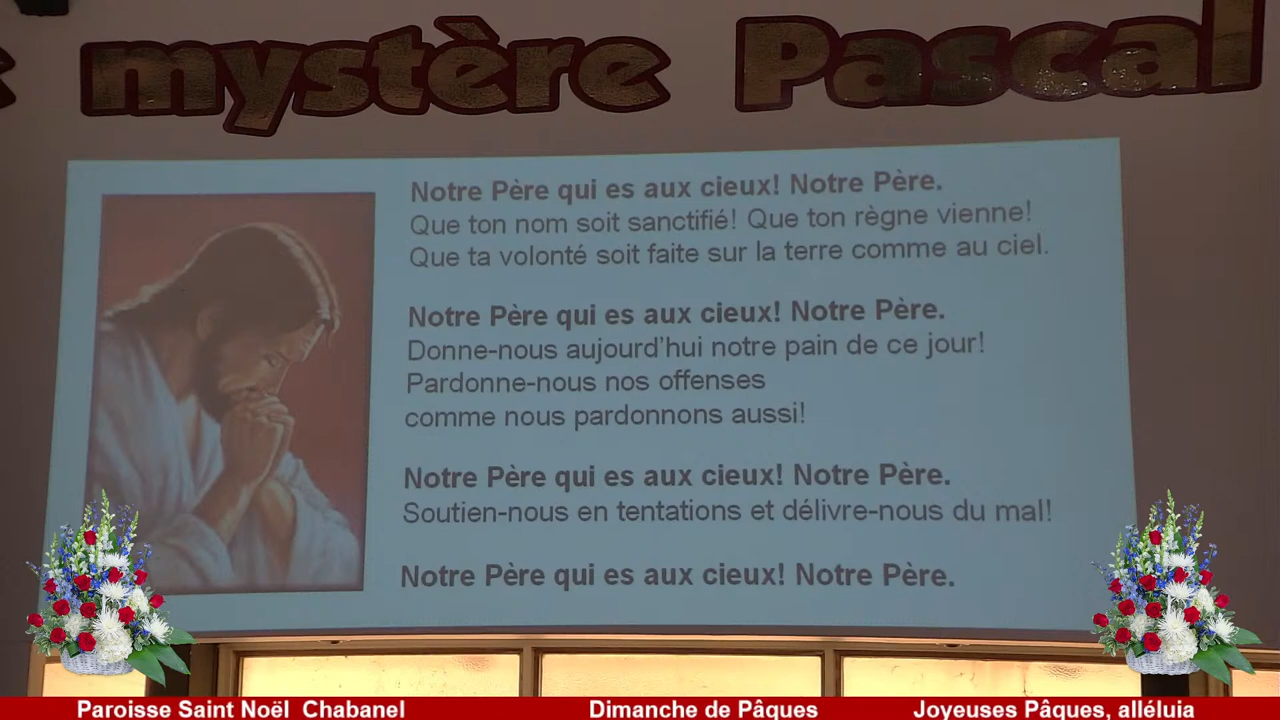 mystère Pascal
Notre Père qui es aux cieux! Notre Père.
Que ton nom soit sanctifié! Que ton règne vienne!
Que ta volonté soit faite sur la terre comme au ciel.
Notre Père qui es aux cieux! Notre Père.
Donne-nous aujourd'hui notre pain de ce jour!
Pardonne-nous nos offenses
comme nous pardonnons aussi!
Notre Père qui es aux cieux! Notre Père.
Soutien-nous en tentations et délivre-nous du mal!
Notre Père qui es aux cieux! Notre Père.
Paroisse Saint Noël Chabanel Dimanche de Pâques Joyeuses Pâques, alléluia